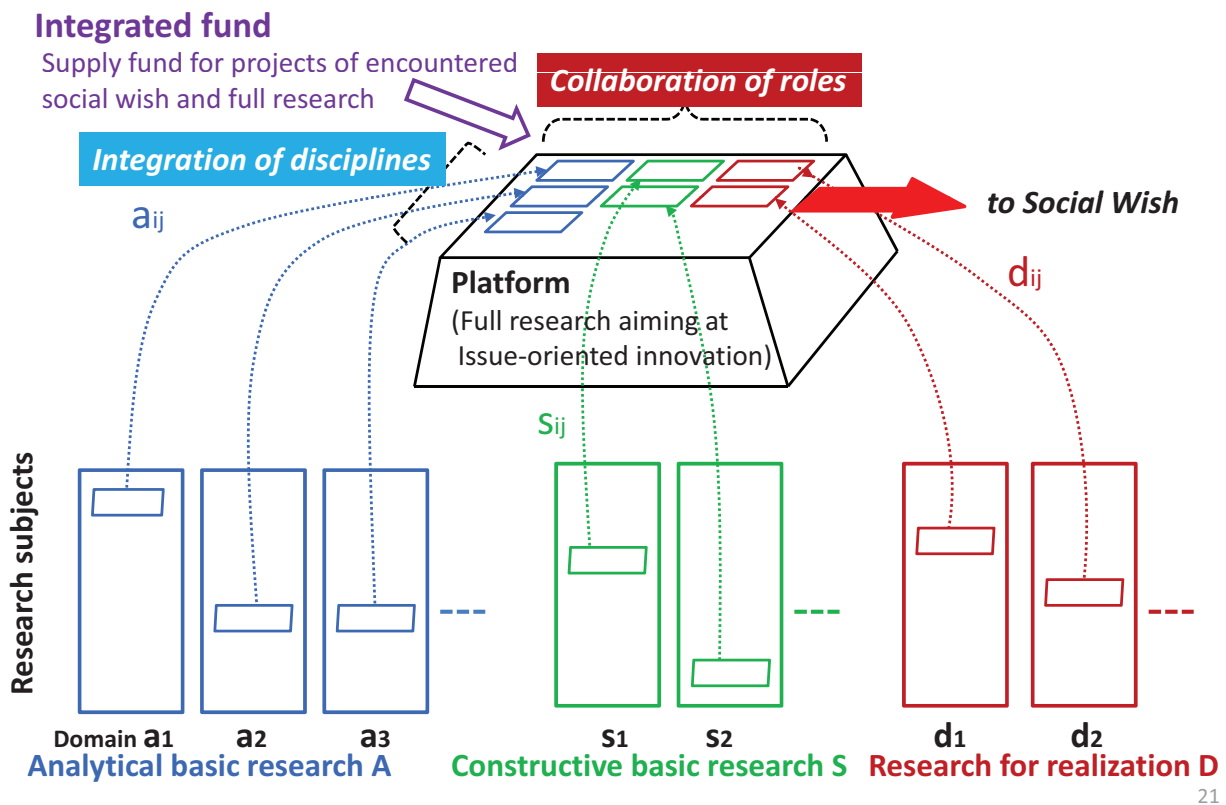 Integrated fund
Supply fund for projects of encountered
social wish and full research
Collaboration of roles
Integration of disciplines
aij
to Social Wish
dij
Platform
(Full research aiming at
Issue-oriented innovation)
sij
Research subjects
Domain a1 a2 a3 s1 s2 d1 d2
Analytical basic research A Constructive basic research S Research for realization D
21